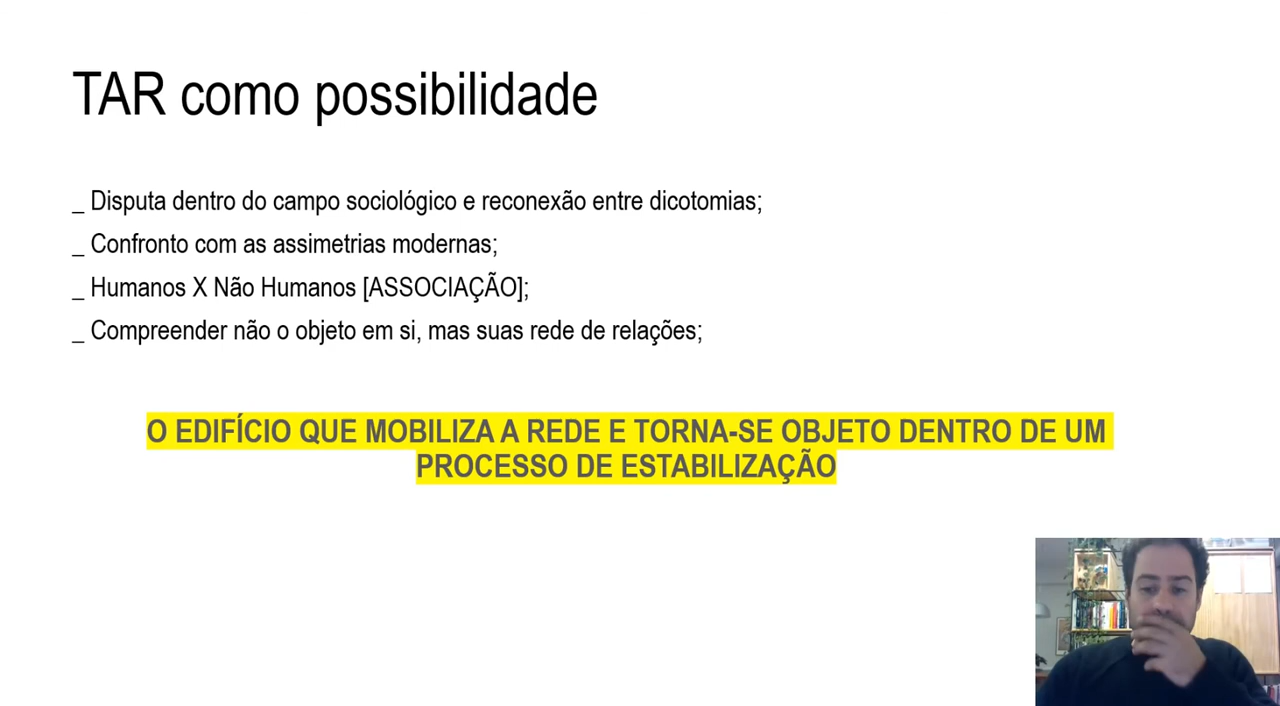 TAR como possibilidade
_ Disputa dentro do campo sociológico e reconexão entre dicotomias;
_ Confronto com as assimetrias modernas;
_ Humanos X Não Humanos [ASSOCIAÇÃO];
_ Compreender não o objeto em si, mas suas rede de relações;
O EDIFÍCIO QUE MOBILIZA A REDE E TORNA-SE OBJETO DENTRO DE UM
PROCESSO DE ESTABILIZAÇÃO